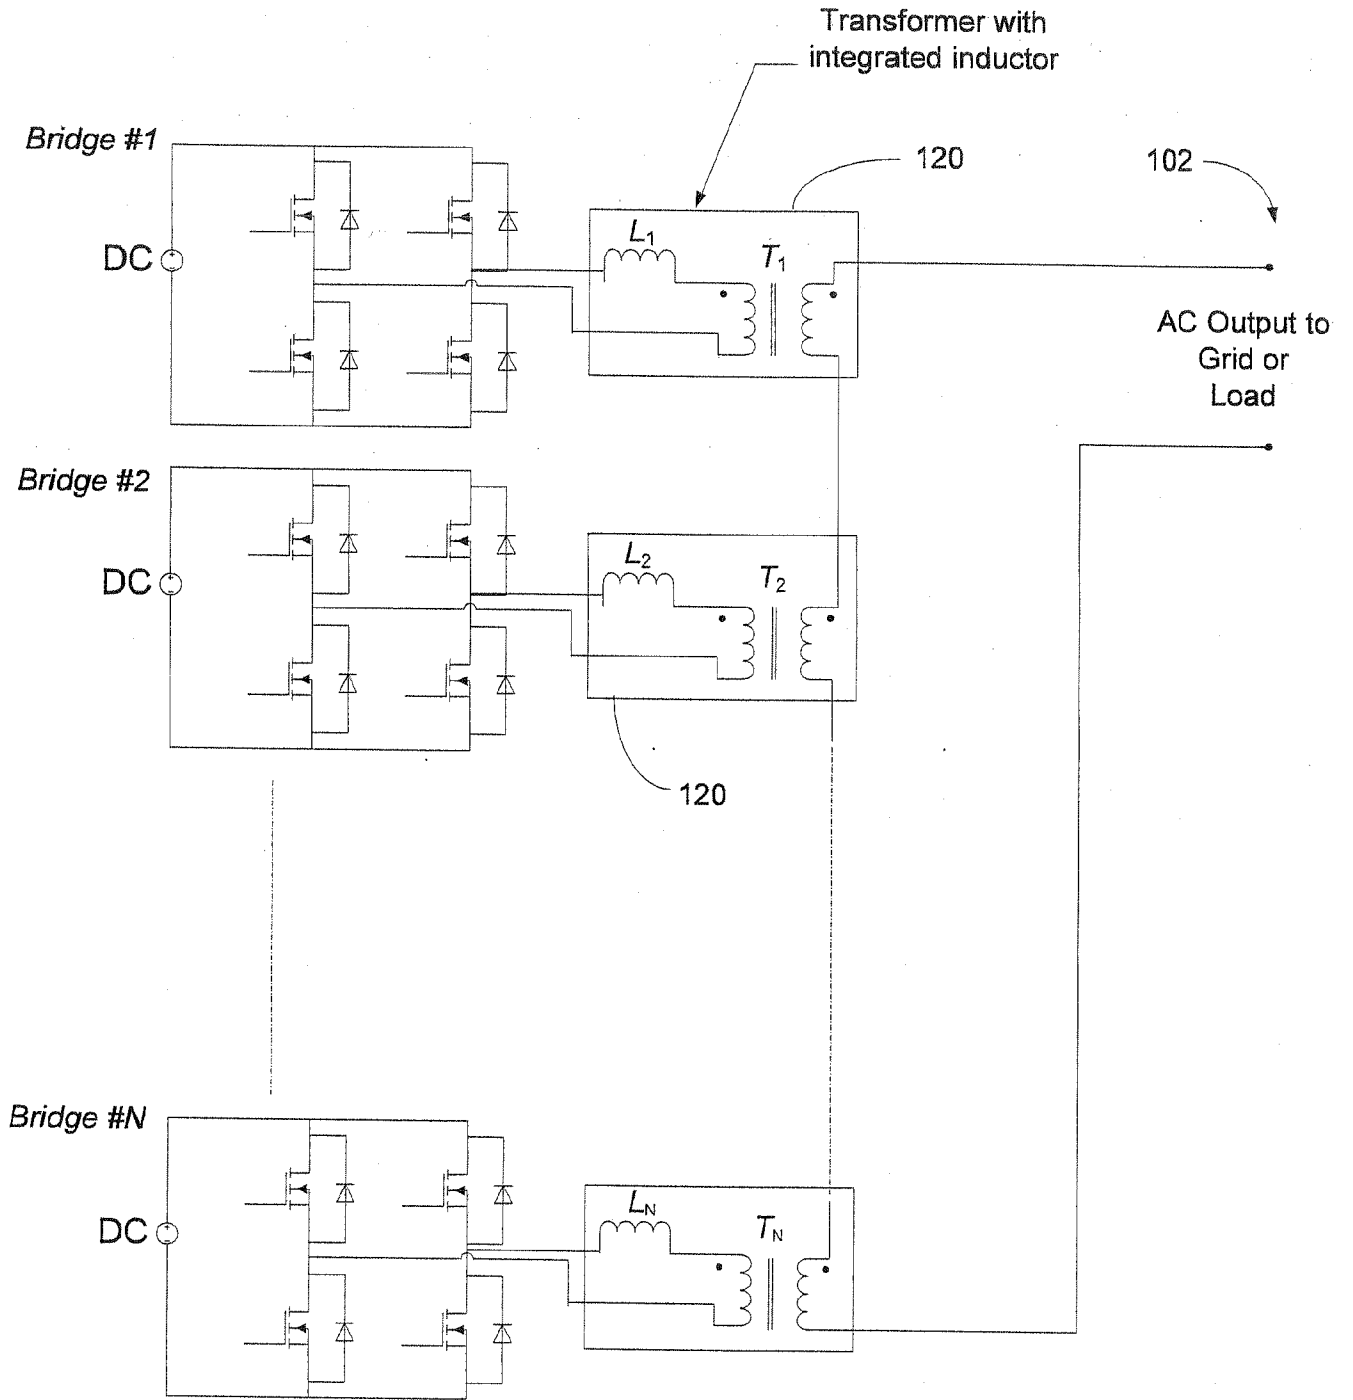 Transformer with
integrated inductor
Bridge #1
120
102
DC
L1
T1
AC Output to
Grid or
Load
Bridge #2
DC
L2
T2
120
Bridge #N
DC
LN
TN